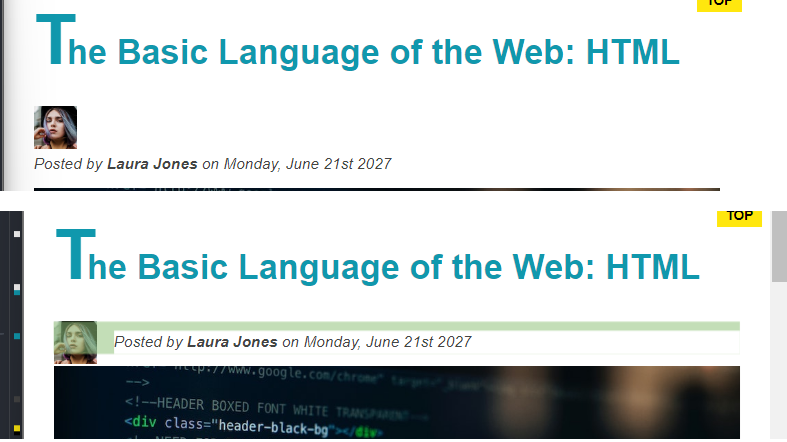 TOP
The Basic Language of the Web: HTML
Posted by Laura Jones on Monday, June 21st 2027
TOP
The Basic Language of the Web: HTML
Posted by Laura Jones on Monday, June 21st 2027
http://www.google.com/chrome" target="_blank"
-->
<!--HEADER BOXED FONT WHITE TRANSPARENT-->
<div class="header-black-bg"></div>